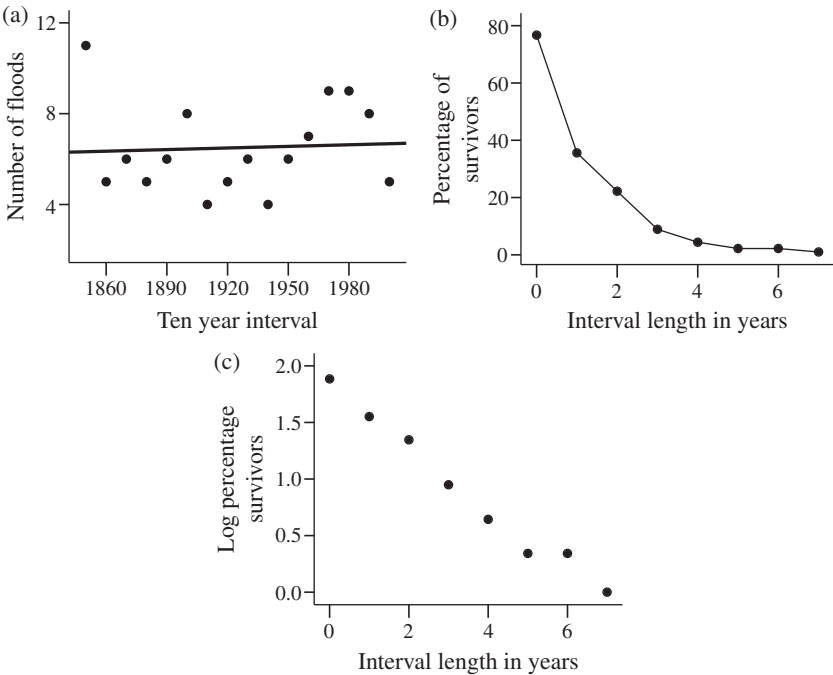 (a)
12
8
4
Number of floods
1860 1890 1920 1950 1980
Ten year interval
(b)
80
60
40
20
0
Percentage of
survivors
0 2 4 6
Interval length in years
(c)
2.0
1.5
1.0
0.5
0.0
Log percentage
survivors
0 2 4 6
Interval length in years